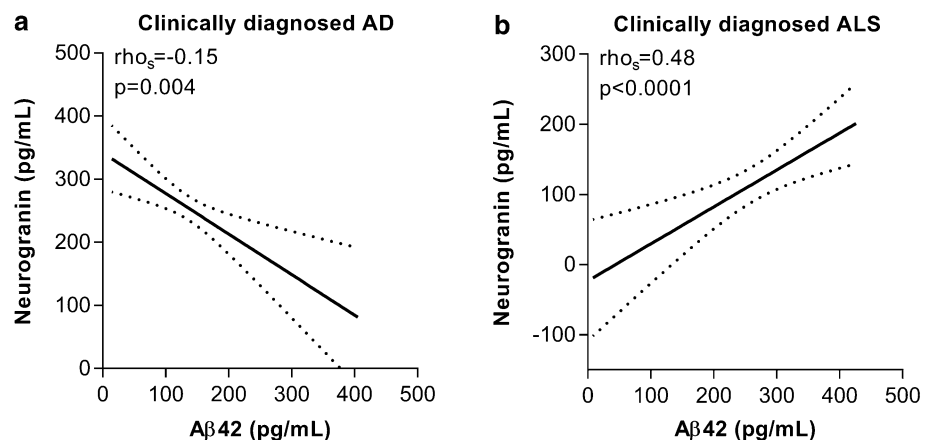 a Clinically diagnosed AD
rhoₛ=-0.15
p=0.004
Neurogranin (pg/mL)
500
400
300
200
100
0
0 100 200 300 400 500
Aβ42 (pg/mL)
b Clinically diagnosed ALS
rhoₛ=0.48
p<0.0001
Neurogranin (pg/mL)
300
200
100
0
-100
0 100 200 300 400 500
Aβ42 (pg/mL)